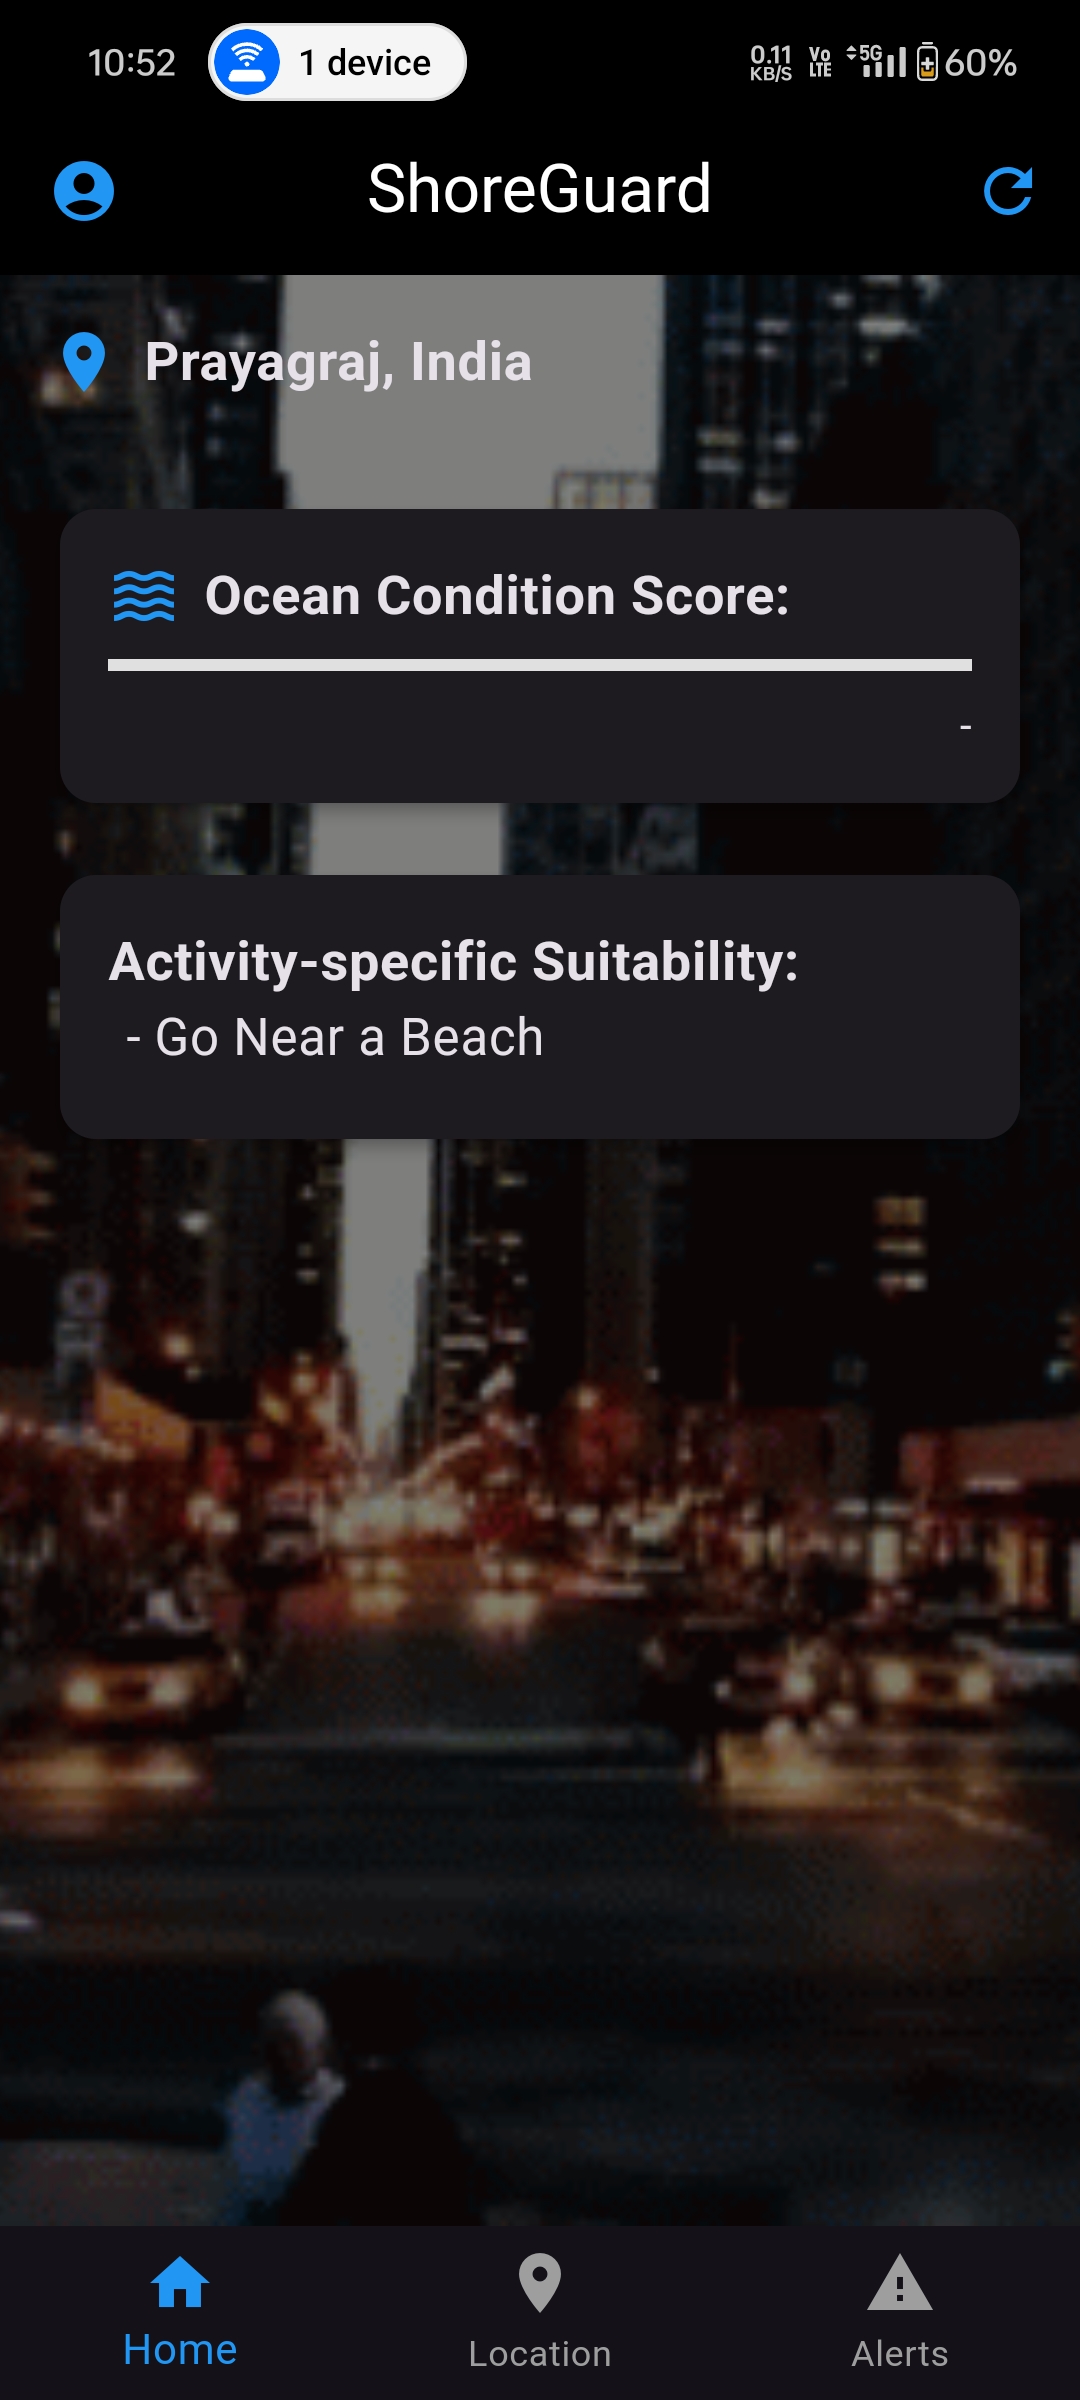 10:52
1 device
0.11
KB/S
Vo
LTE
5G
60%
ShoreGuard
Prayagraj, India
Ocean Condition Score:
-
Activity-specific Suitability:
- Go Near a Beach
Home
Location
Alerts